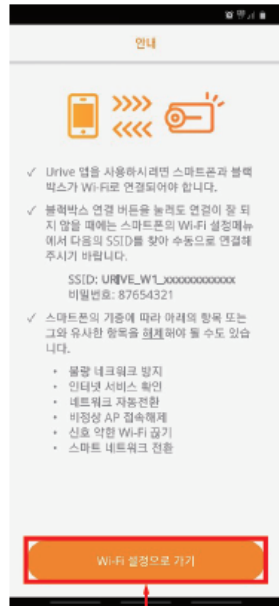 안내
✓ Urive 앱을 사용하시려면 스마트폰과 블랙
박스가 Wi-Fi로 연결되어야 합니다.
✓ 블랙박스 연결 버튼을 눌러도 연결이 잘 되
지 않을 때에는 스마트폰의 Wi-Fi 설정메뉴
에서 다음의 SSID를 찾아 수동으로 연결해
주시기 바랍니다.
SSID: URIVE_W1_xxxxxxxxxxxx
비밀번호: 87654321
✓ 스마트폰의 기종에 따라 아래의 항목 또는
그와 유사한 항목을 해제해야 될 수도 있습
니다.
• 불량 네크워크 방지
• 인터넷 서비스 확인
• 네트워크 자동전환
• 비정상 AP 접속해제
• 신호 약한 Wi-Fi 끊기
• 스마트 네트워크 전환
Wi-Fi 설정으로 가기